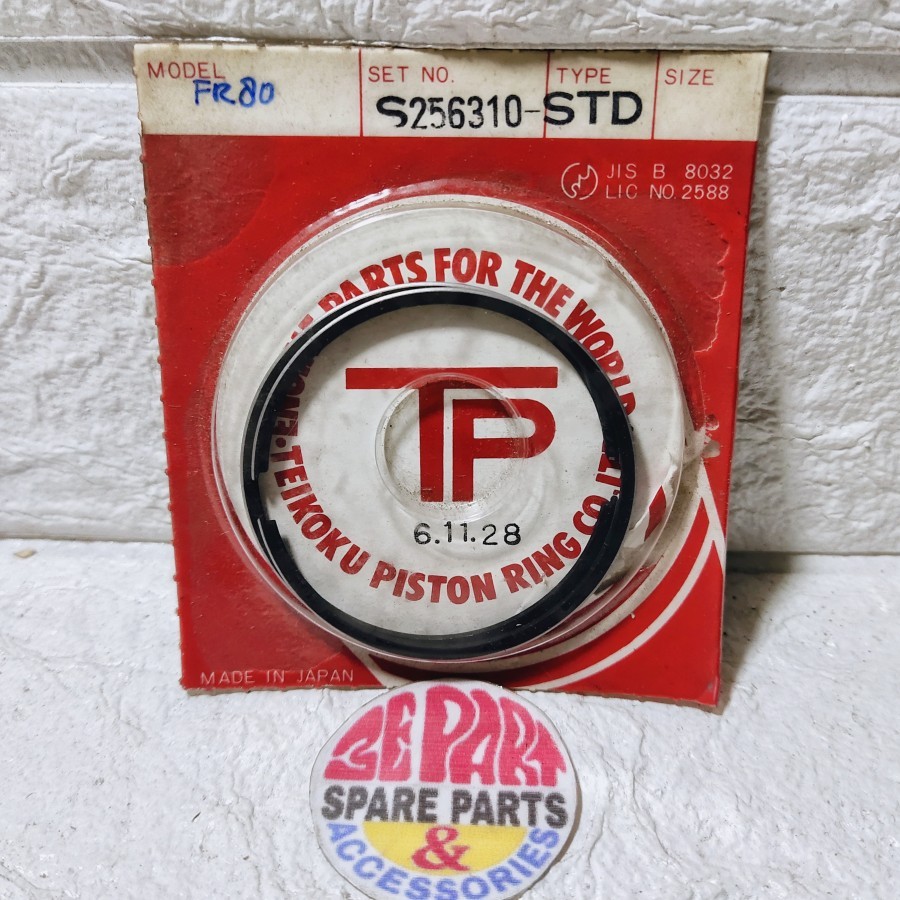 MODEL SET NO. TYPE SIZE
FR80 S256310-STD
JIS B 8032
LIC NO. 2588
PARTS FOR THE WORLD
TP
6.11.28
TEIKOKU PISTON RING CO.
MADE IN JAPAN
SEPART
SPARE PARTS
&
ACCESSORIES